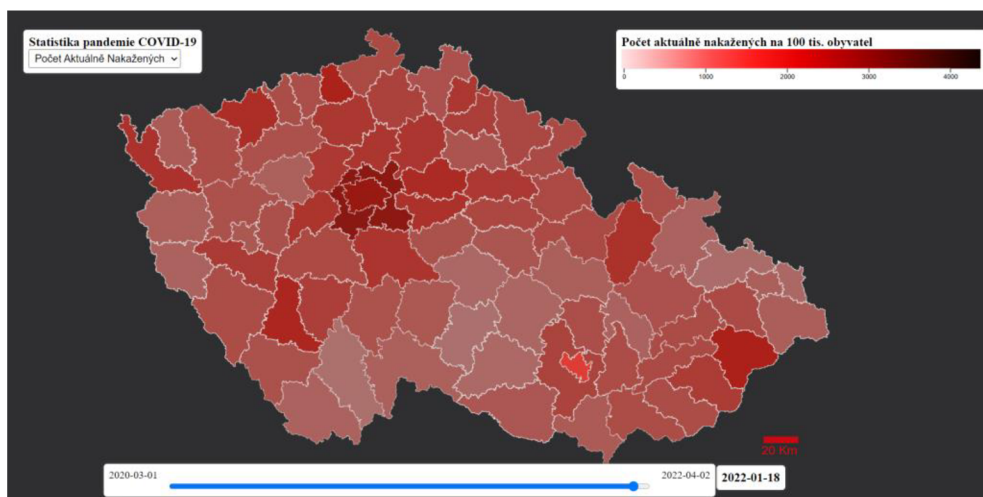 Statistika pandemie COVID-19
Počet Aktuálně Nakažených
Počet aktuálně nakažených na 100 tis. obyvatel
0 1000 2000 3000 4000
20 Km
2020-03-01
2022-04-02
2022-01-18